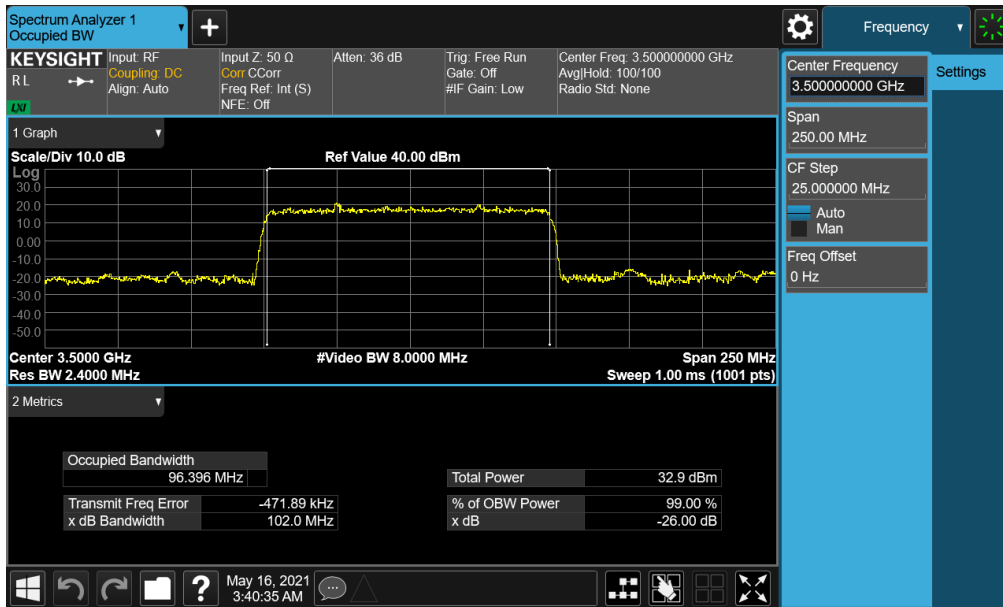 Spectrum Analyzer 1
Occupied BW
+
Frequency
KEYSIGHT
R L
LXI
Input: RF
Coupling: DC
Align: Auto
Input Z: 50 Ω
Corr CCorr
Freq Ref: Int (S)
NFE: Off
Atten: 36 dB
Trig: Free Run
Gate: Off
#IF Gain: Low
Center Freq: 3.500000000 GHz
Avg|Hold: 100/100
Radio Std: None
Center Frequency
3.500000000 GHz
Settings
Span
250.00 MHz
CF Step
25.000000 MHz
Auto
Man
Freq Offset
0 Hz
1 Graph
Scale/Div 10.0 dB
Ref Value 40.00 dBm
Log
30.0
20.0
10.0
0.00
-10.0
-20.0
-30.0
-40.0
-50.0
Center 3.5000 GHz
#Video BW 8.0000 MHz
Span 250 MHz
Res BW 2.4000 MHz
Sweep 1.00 ms (1001 pts)
2 Metrics
Occupied Bandwidth
96.396 MHz
Total Power 32.9 dBm
Transmit Freq Error -471.89 kHz
% of OBW Power 99.00 %
x dB Bandwidth 102.0 MHz
x dB -26.00 dB
?
May 16, 2021
3:40:35 AM